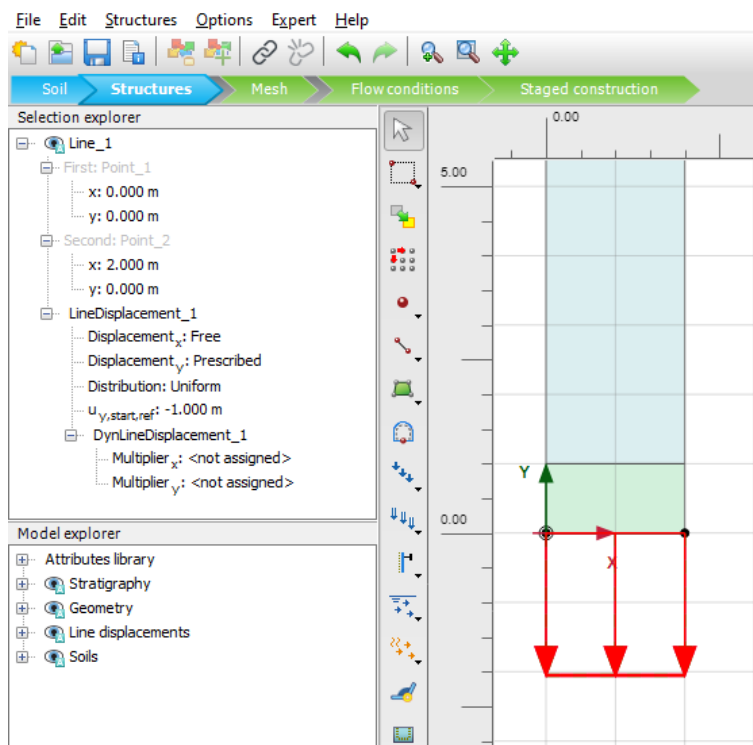 File Edit Structures Options Expert Help
Soil Structures Mesh Flow conditions Staged construction
Selection explorer
Line_1
First: Point_1
x: 0.000 m
y: 0.000 m
Second: Point_2
x: 2.000 m
y: 0.000 m
LineDisplacement_1
Displacementx: Free
Displacementy: Prescribed
Distribution: Uniform
uy,start,ref: -1.000 m
DynLineDisplacement_1
Multiplierx: <not assigned>
Multipliery: <not assigned>
Model explorer
Attributes library
Stratigraphy
Geometry
Line displacements
Soils
0.00
5.00
Y
0.00
X